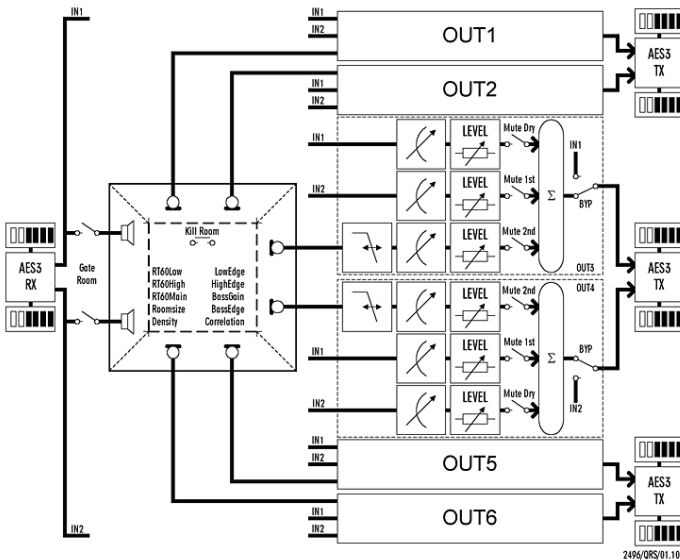 IN1
IN1
IN2
OUT1
AES3
TX
IN1
IN2
OUT2
IN1
LEVEL
Mute Dry
IN1
IN2
LEVEL
Mute 1st
Σ
BYP
LEVEL
Mute 2nd
OUT3
AES3
RX
Gate
Room
Kill Room
RT60Low
RT60High
RT60Main
Roomsize
Density
LowEdge
HighEdge
BassGain
BassEdge
Correlation
AES3
TX
OUT4
LEVEL
Mute 2nd
IN1
LEVEL
Mute 1st
Σ
BYP
IN2
LEVEL
Mute Dry
IN2
IN1
IN2
OUT5
AES3
TX
IN1
IN2
OUT6
IN2
2496/QRS/01.10